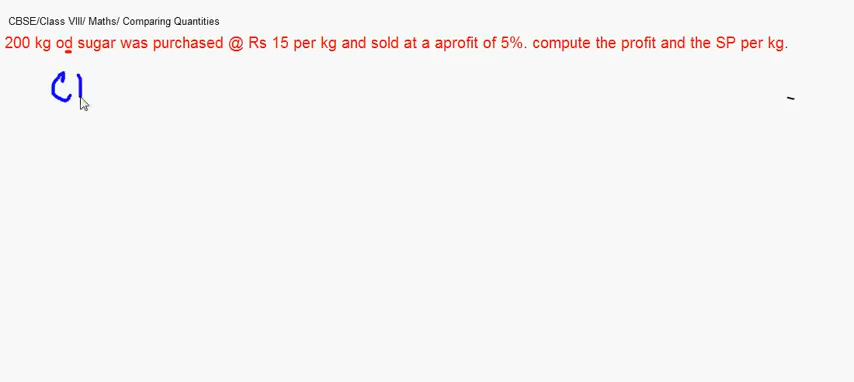 CBSE/Class VIII/ Maths/ Comparing Quantities
200 kg od sugar was purchased @ Rs 15 per kg and sold at a aprofit of 5%. compute the profit and the SP per kg.
C